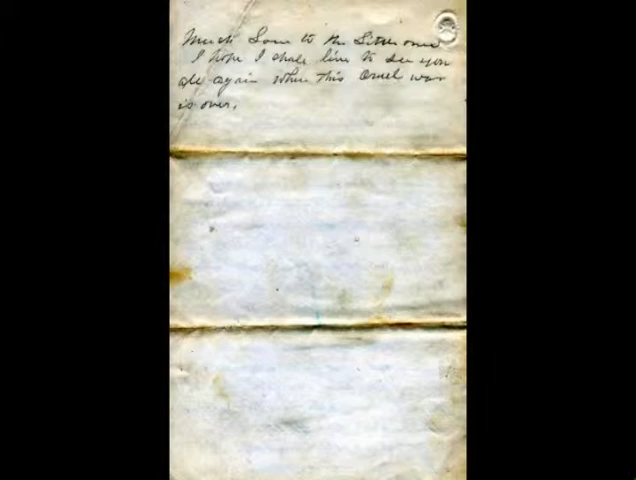 Much Love to the Little ones
I hope I shall live to see you
all again when this Cruel war
is over.